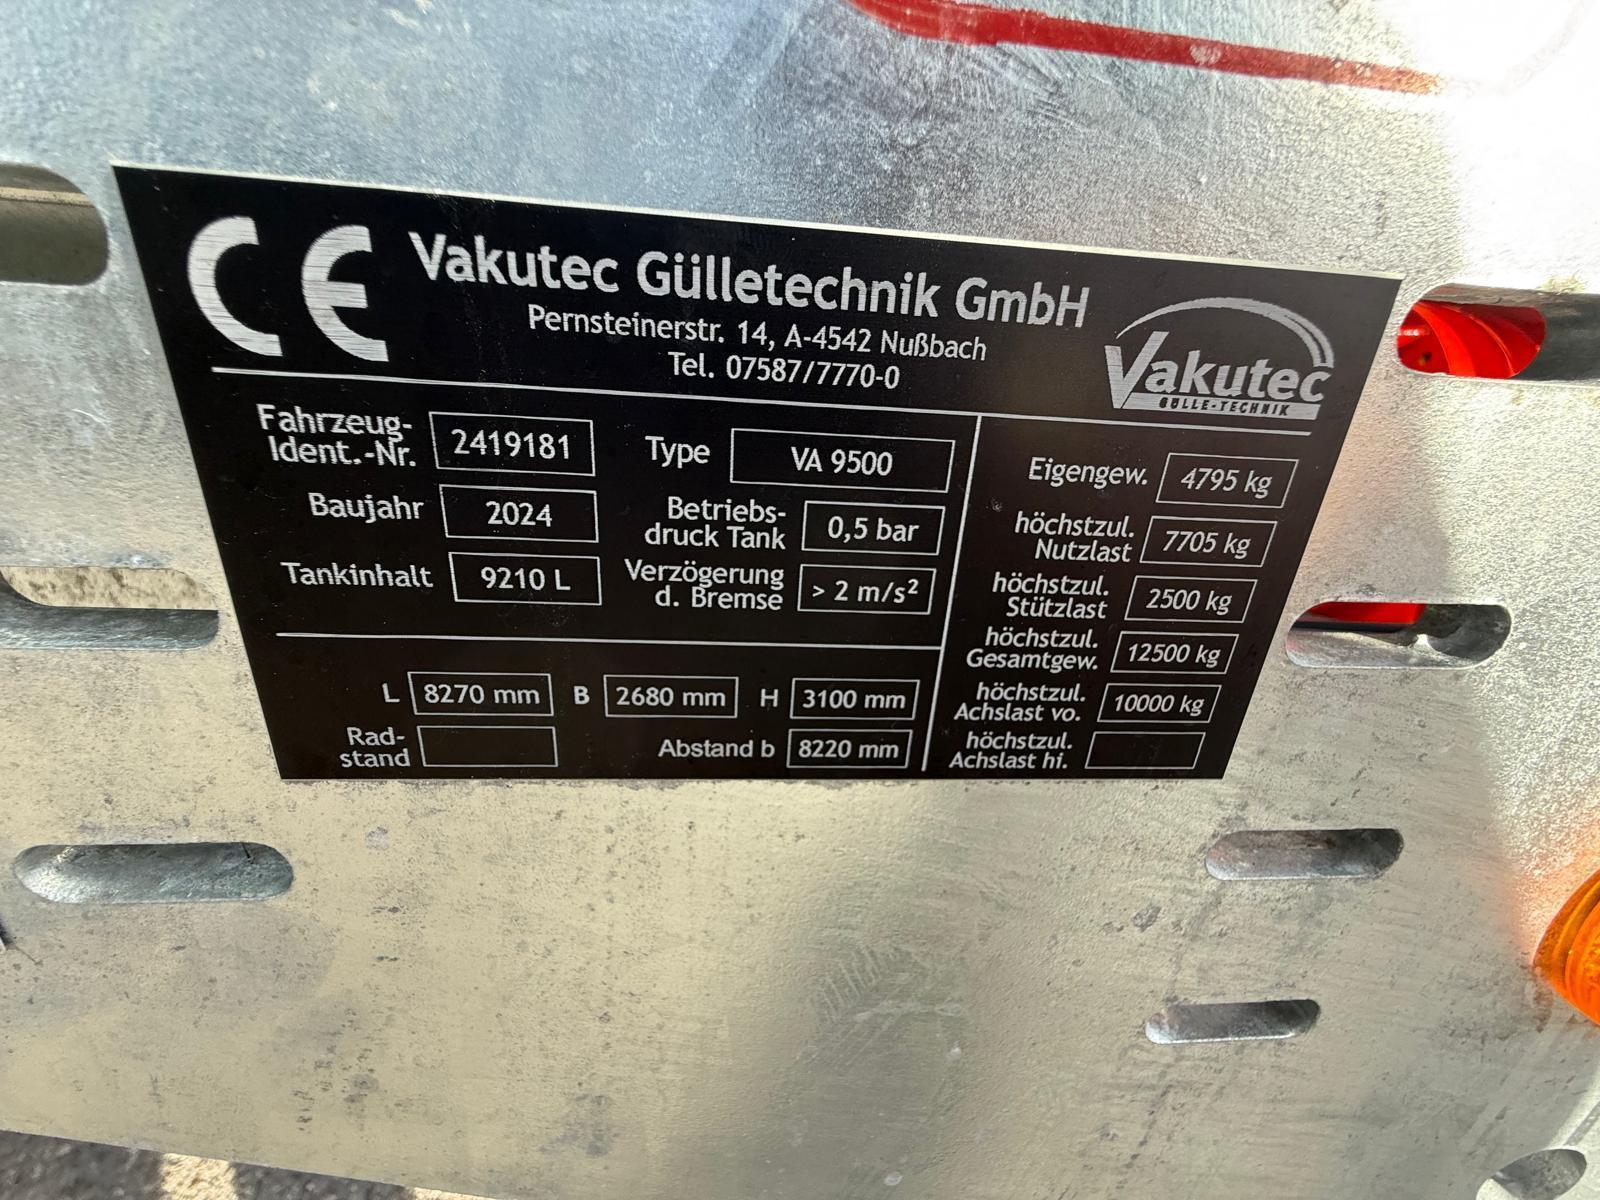 CE
Vakutec Gülletechnik GmbH
Pernsteinerstr. 14, A-4542 Nußbach
Tel. 07587/7770-0
Vakutec
GÜLLE-TECHNIK
Fahrzeug-
Ident.-Nr. 2419181
Baujahr 2024
Tankinhalt 9210 L
Type VA 9500
Betriebs-
druck Tank 0,5 bar
Verzögerung
d. Bremse > 2 m/s²
L 8270 mm B 2680 mm H 3100 mm
Rad-
stand
Abstand b 8220 mm
Eigengew. 4795 kg
höchstzul.
Nutzlast 7705 kg
höchstzul.
Stützlast 2500 kg
höchstzul.
Gesamtgew. 12500 kg
höchstzul.
Achslast vo. 10000 kg
höchstzul.
Achslast hi.